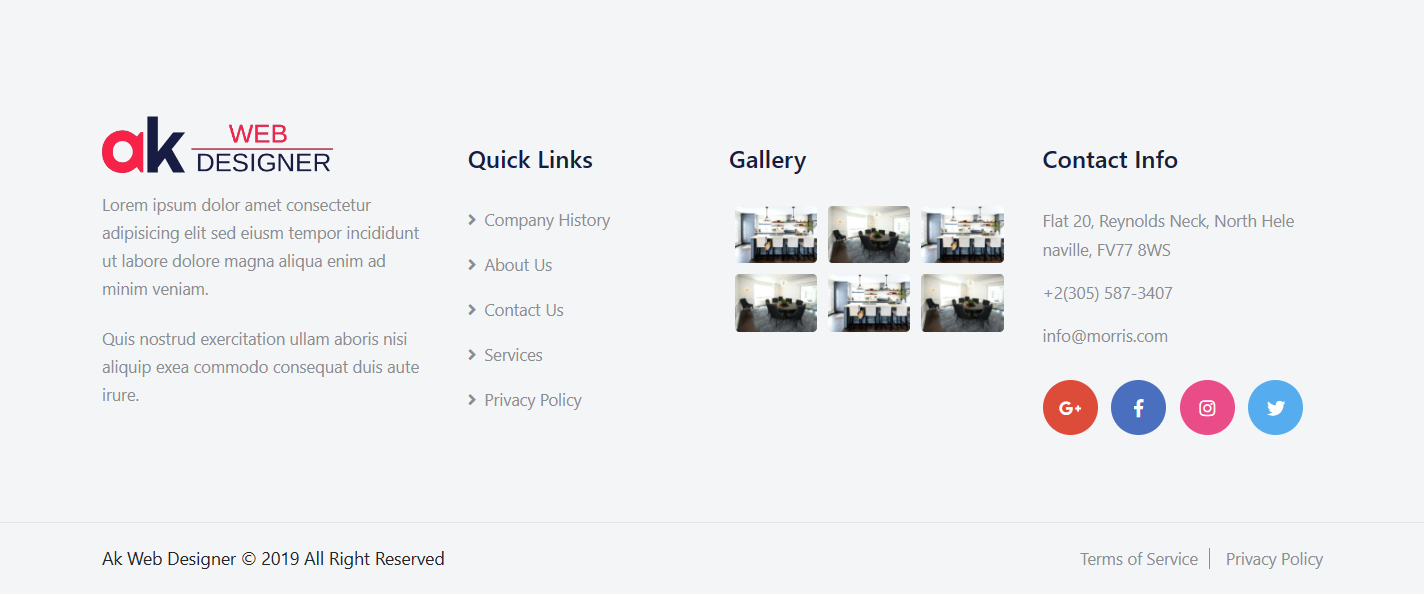 ak WEB
DESIGNER
Lorem ipsum dolor amet consectetur
adipisicing elit sed eiusm tempor incididunt
ut labore dolore magna aliqua enim ad
minim veniam.
Quis nostrud exercitation ullam aboris nisi
aliquip exea commodo consequat duis aute
irure.
Quick Links
Company History
About Us
Contact Us
Services
Privacy Policy
Gallery
Contact Info
Flat 20, Reynolds Neck, North Hele
naville, FV77 8WS
+2(305) 587-3407
info@morris.com
G+
Ak Web Designer © 2019 All Right Reserved
Terms of Service | Privacy Policy